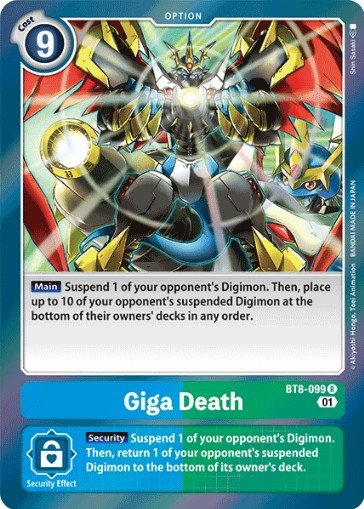 Cost
9
OPTION
Shin Sasaki
Main Suspend 1 of your opponent's Digimon. Then, place
up to 10 of your opponent's suspended Digimon at the
bottom of their owners' decks in any order.
©Akiyoshi Hongo, Toei Animation BANDAI MADE IN JAPAN
BT8-099 R
Giga Death
01
Security Suspend 1 of your opponent's Digimon.
Then, return 1 of your opponent's suspended
Digimon to the bottom of its owner's deck.
Security Effect